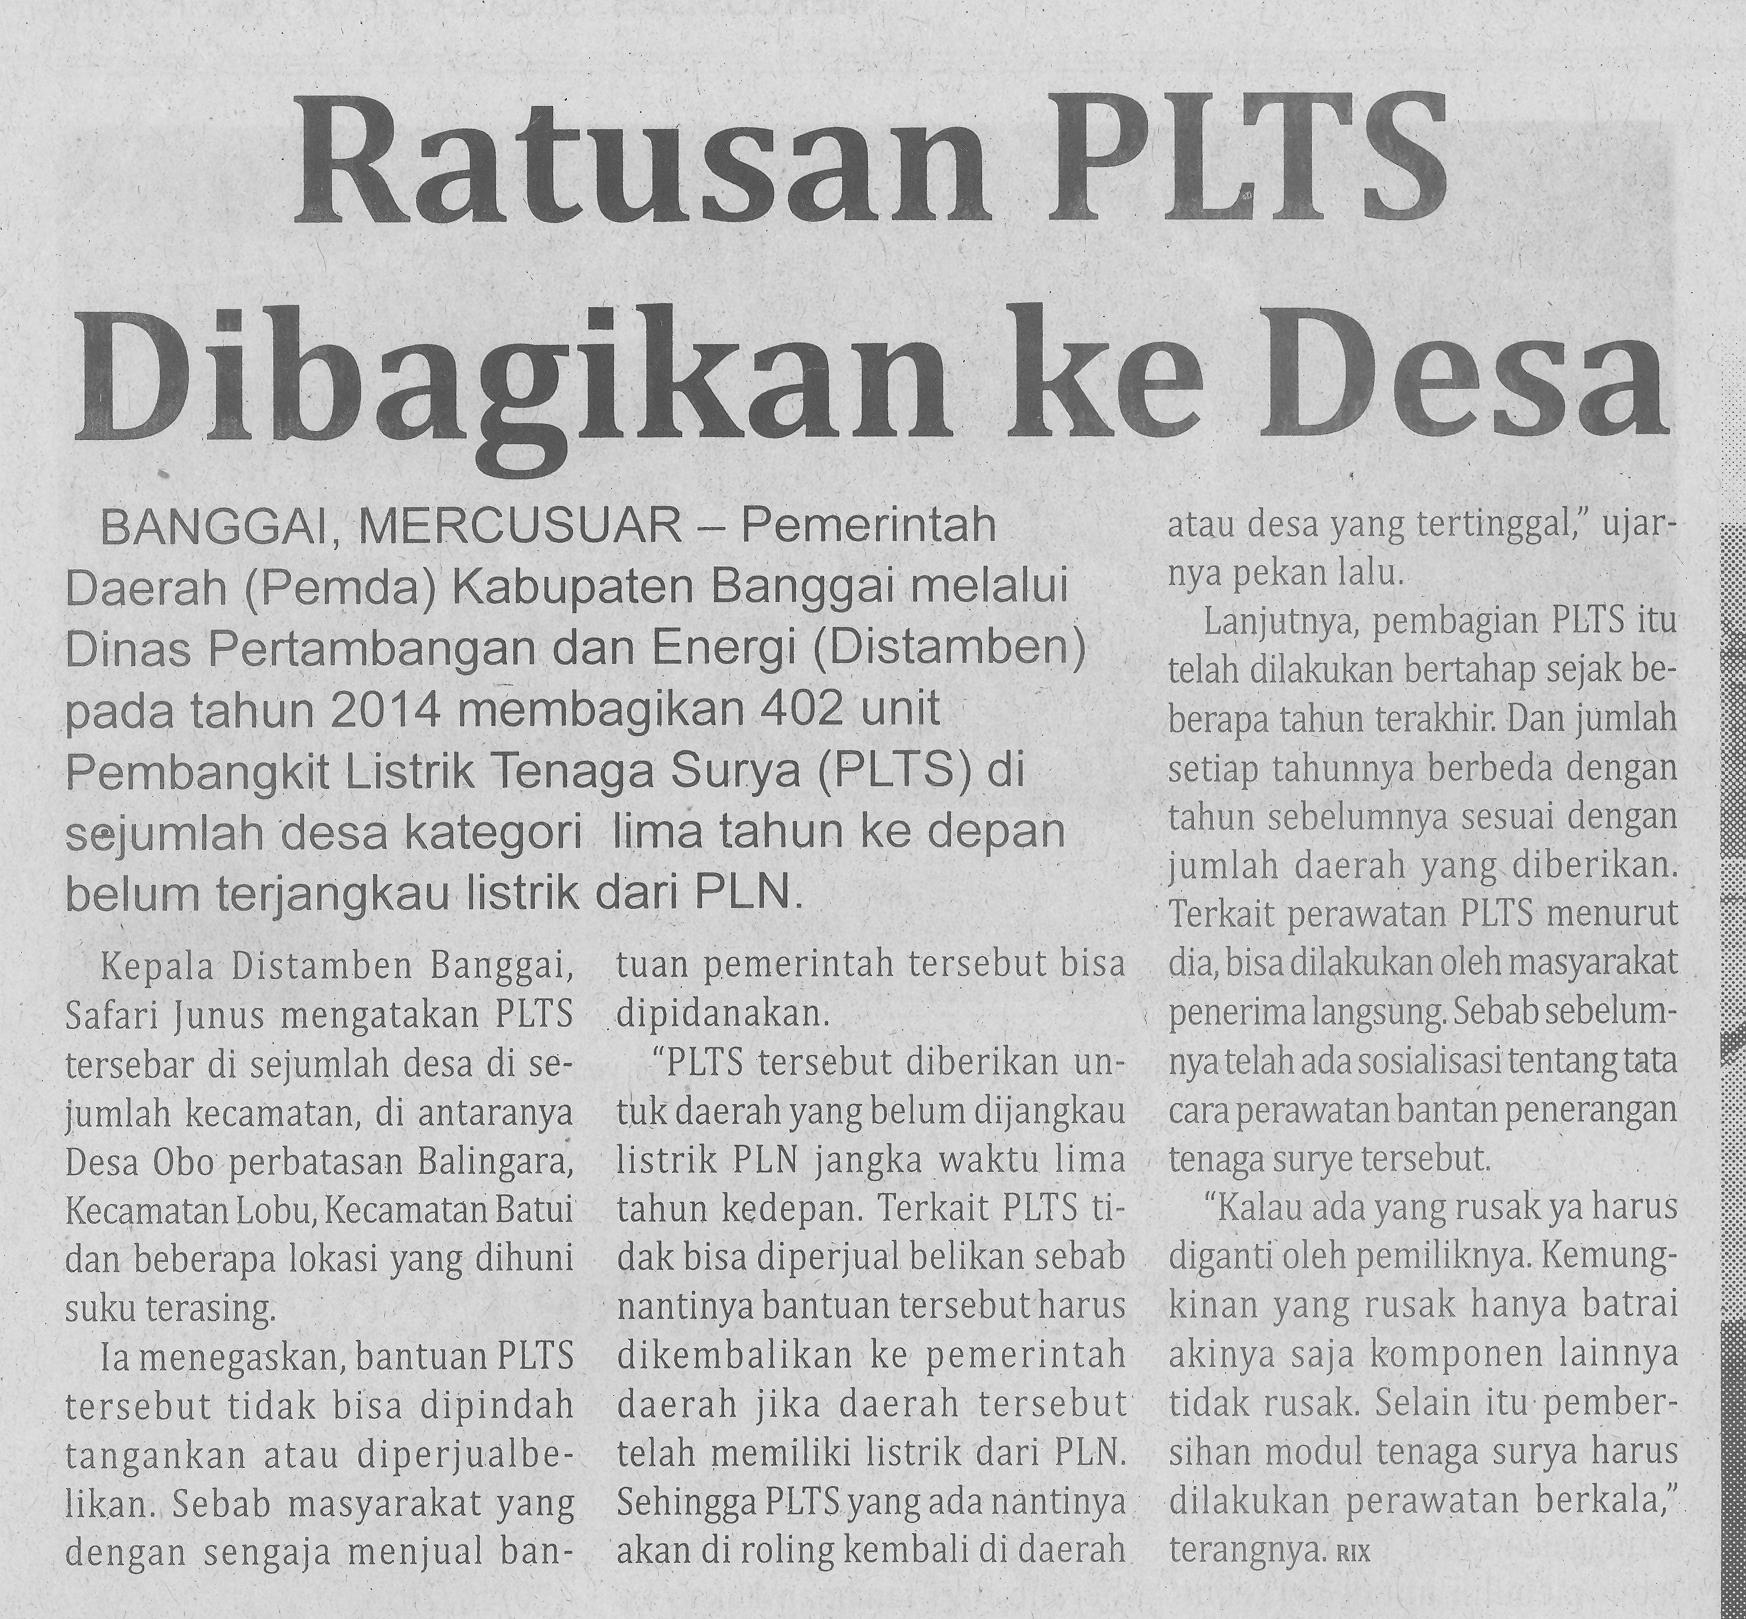 Ratusan PLTS
Dibagikan ke Desa
BANGGAI, MERCUSUAR – Pemerintah
Daerah (Pemda) Kabupaten Banggai melalui
Dinas Pertambangan dan Energi (Distamben)
pada tahun 2014 membagikan 402 unit
Pembangkit Listrik Tenaga Surya (PLTS) di
sejumlah desa kategori  lima tahun ke depan
belum terjangkau listrik dari PLN.
Kepala Distamben Banggai,
Safari Junus mengatakan PLTS
tersebar di sejumlah desa di se-
jumlah kecamatan, di antaranya
Desa Obo perbatasan Balingara,
Kecamatan Lobu, Kecamatan Batui
dan beberapa lokasi yang dihuni
suku terasing.
Ia menegaskan, bantuan PLTS
tersebut tidak bisa dipindah
tangankan atau diperjualbe-
likan. Sebab masyarakat yang
dengan sengaja menjual ban-
tuan pemerintah tersebut bisa
dipidanakan.
“PLTS tersebut diberikan un-
tuk daerah yang belum dijangkau
listrik PLN jangka waktu lima
tahun kedepan. Terkait PLTS ti-
dak bisa diperjual belikan sebab
nantinya bantuan tersebut harus
dikembalikan ke pemerintah
daerah jika daerah tersebut
telah memiliki listrik dari PLN.
Sehingga PLTS yang ada nantinya
akan di roling kembali di daerah
atau desa yang tertinggal,” ujar-
nya pekan lalu.
Lanjutnya, pembagian PLTS itu
telah dilakukan bertahap sejak be-
berapa tahun terakhir. Dan jumlah
setiap tahunnya berbeda dengan
tahun sebelumnya sesuai dengan
jumlah daerah yang diberikan.
Terkait perawatan PLTS menurut
dia, bisa dilakukan oleh masyarakat
penerima langsung. Sebab sebelum-
nya telah ada sosialisasi tentang tata
cara perawatan bantan penerangan
tenaga surye tersebut.
“Kalau ada yang rusak ya harus
diganti oleh pemiliknya. Kemung-
kinan yang rusak hanya batrai
akinya saja komponen lainnya
tidak rusak. Selain itu pember-
sihan modul tenaga surya harus
dilakukan perawatan berkala,”
terangnya. RIX